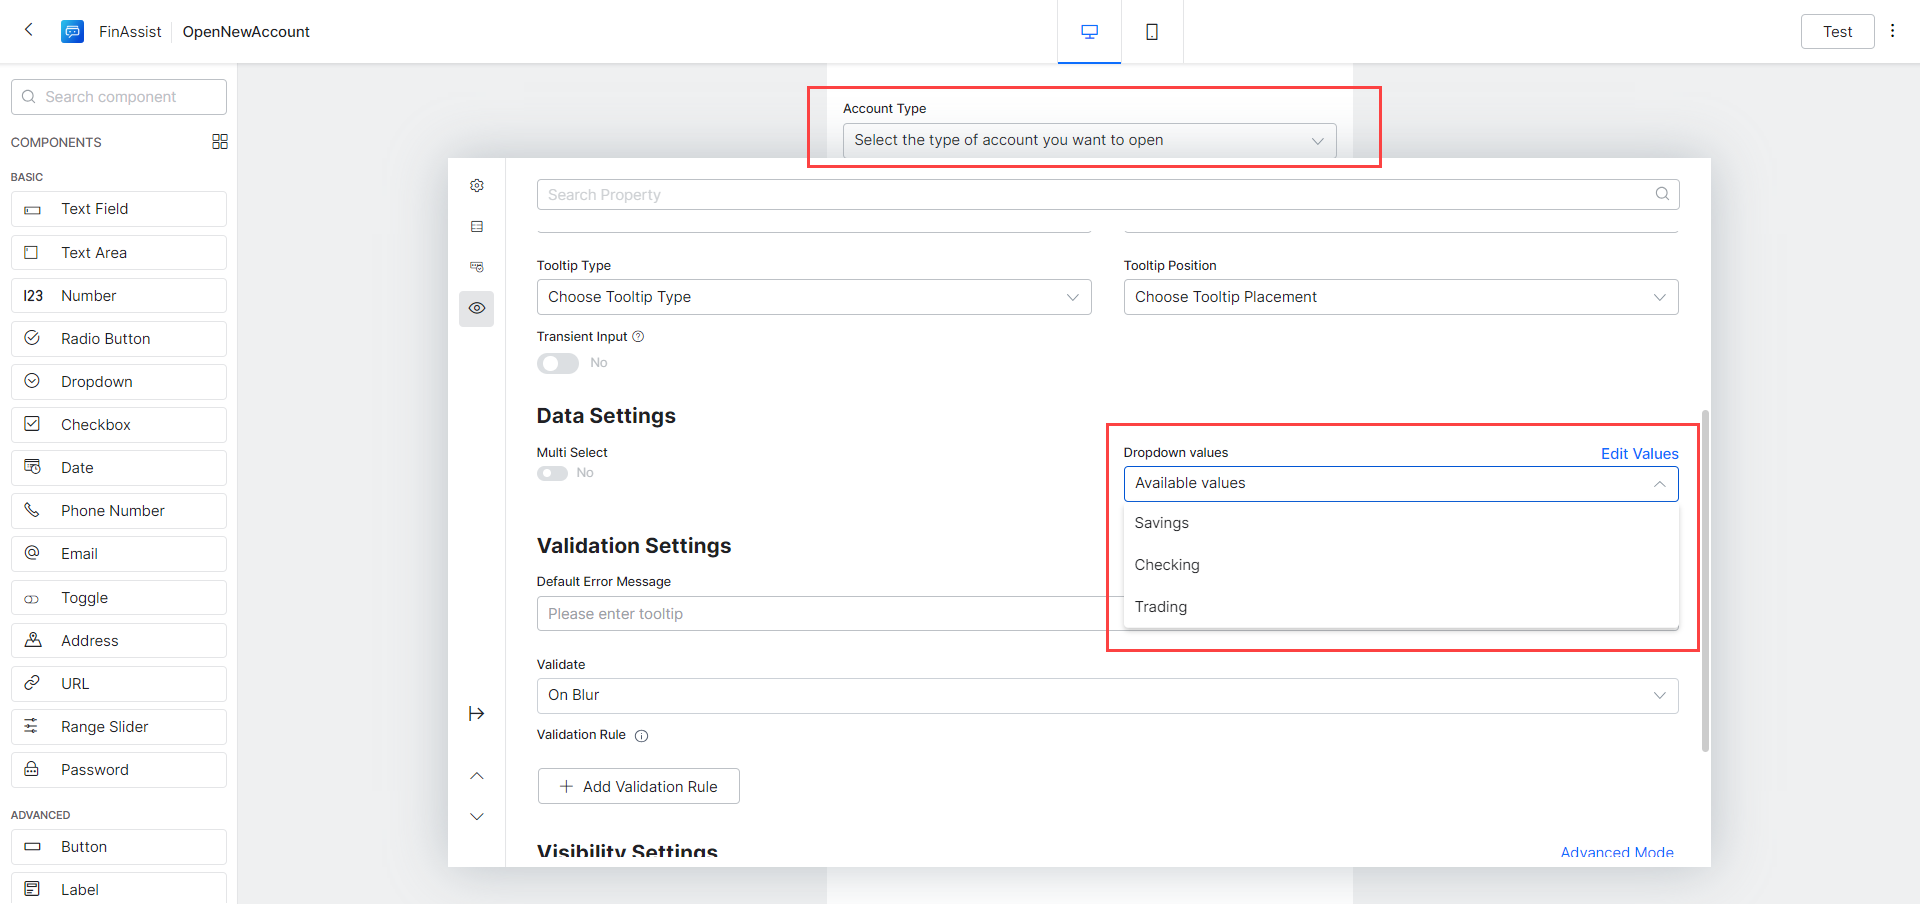 FinAssist OpenNewAccount
Test
Search component
COMPONENTS
BASIC
Text Field
Text Area
123 Number
Radio Button
Dropdown
Checkbox
Date
Phone Number
Email
Toggle
Address
URL
Range Slider
Password
ADVANCED
Button
Label
Account Type
Select the type of account you want to open
Search Property
Tooltip Type
Choose Tooltip Type
Tooltip Position
Choose Tooltip Placement
Transient Input
No
Data Settings
Multi Select
No
Dropdown values
Edit Values
Available values
Savings
Checking
Trading
Validation Settings
Default Error Message
Please enter tooltip
Validate
On Blur
Validation Rule
Add Validation Rule
Visibility Settings
Advanced Mode